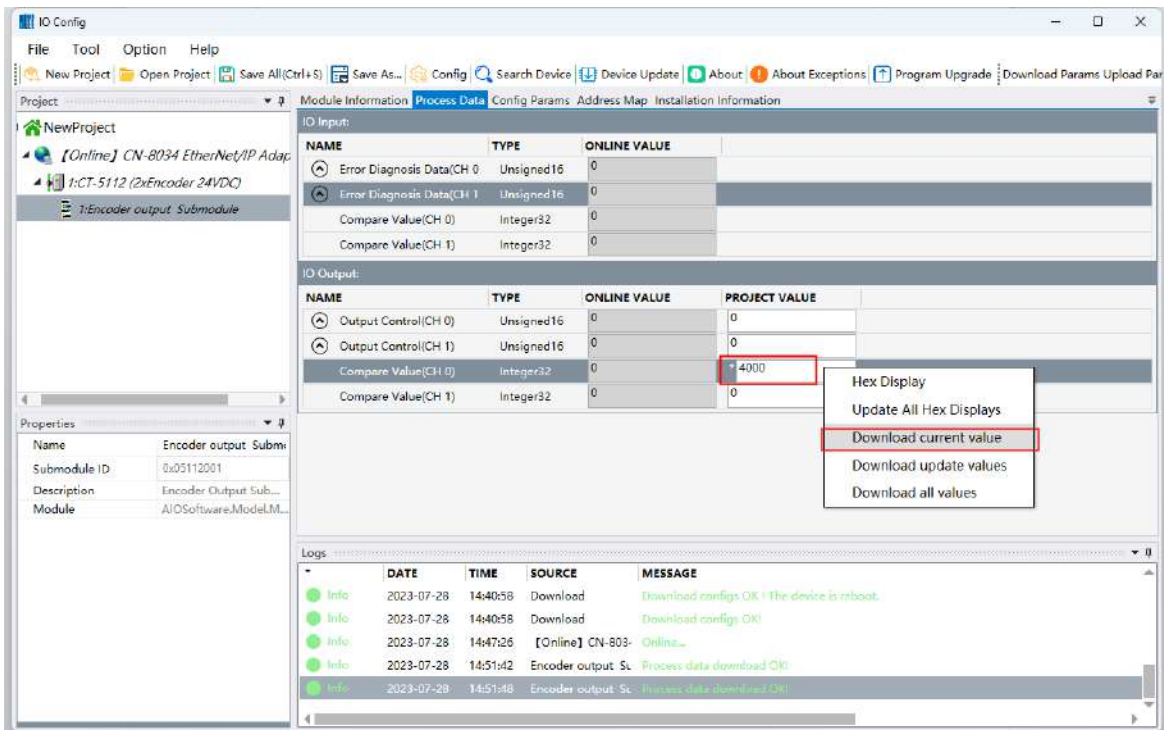 IO Config
File Tool Option Help
New Project Open Project Save All(Ctrl+S) Save As... Config Search Device Device Update About About Exceptions Program Upgrade Download Params Upload Par
Project
NewProject
【Online】CN-8034 EtherNet/IP Adap
1:CT-5112 (2xEncoder 24VDC)
1:Encoder output Submodule
Module Information Process Data Config Params Address Map Installation Information
IO Input:
NAME TYPE ONLINE VALUE
Error Diagnosis Data(CH 0 Unsigned16 0
Error Diagnosis Data(CH 1 Unsigned16 0
Compare Value(CH 0) Integer32 0
Compare Value(CH 1) Integer32 0
IO Output:
NAME TYPE ONLINE VALUE PROJECT VALUE
Output Control(CH 0) Unsigned16 0 0
Output Control(CH 1) Unsigned16 0 0
Compare Value(CH 0) Integer32 0 * 4000
Compare Value(CH 1) Integer32 0 0
Hex Display
Update All Hex Displays
Download current value
Download update values
Download all values
Properties
Name Encoder output Subm
Submodule ID 0x05112001
Description Encoder Output Sub...
Module AIOSoftware.Model.M...
Logs
DATE TIME SOURCE MESSAGE
Info 2023-07-28 14:40:58 Download Download configs OK ! The device is reboot.
Info 2023-07-28 14:40:58 Download Download configs OK!
Info 2023-07-28 14:47:26 【Online】CN-803- Online...
Info 2023-07-28 14:51:42 Encoder output Su Process data download OK!
Info 2023-07-28 14:51:48 Encoder output Su Process data download OK!